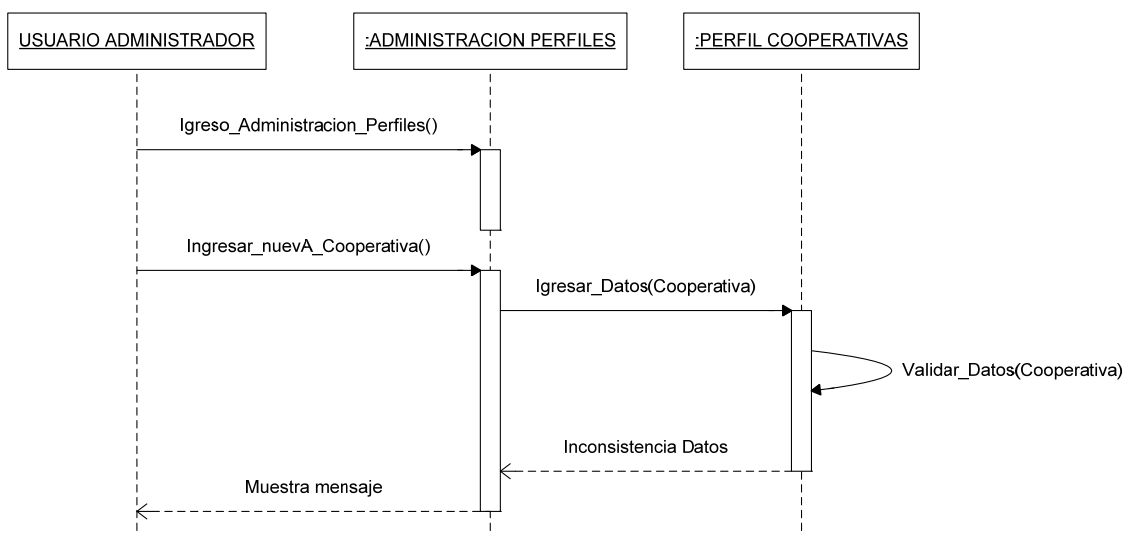 USUARIO ADMINISTRADOR
:ADMINISTRACION PERFILES
:PERFIL COOPERATIVAS
Igreso_Administracion_Perfiles()
Ingresar_nuevA_Cooperativa()
Igresar_Datos(Cooperativa)
Validar_Datos(Cooperativa)
Inconsistencia Datos
Muestra mensaje